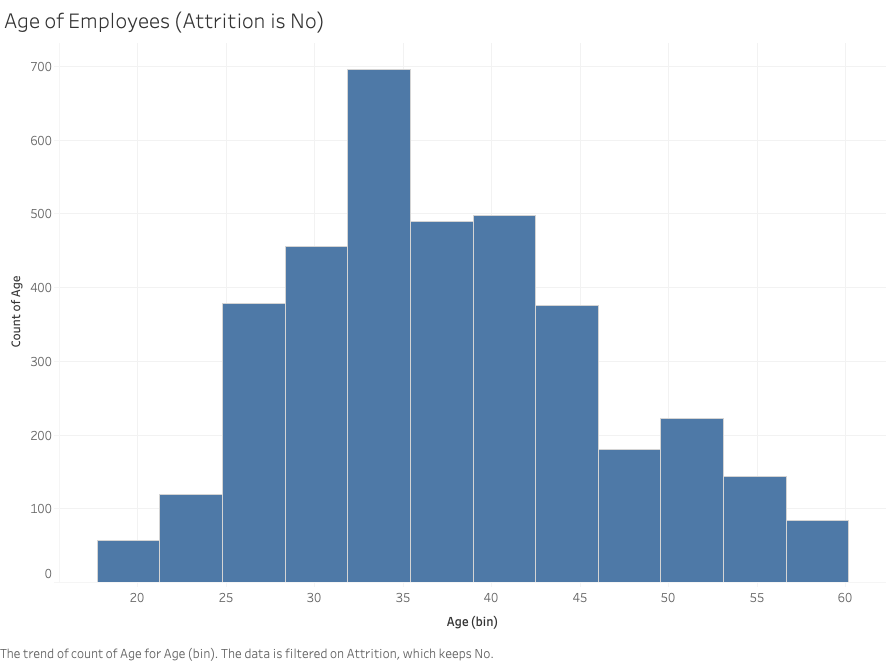 Age of Employees (Attrition is No)
700
600
500
400
300
200
100
0
Count of Age
20 25 30 35 40 45 50 55 60
Age (bin)
The trend of count of Age for Age (bin). The data is filtered on Attrition, which keeps No.